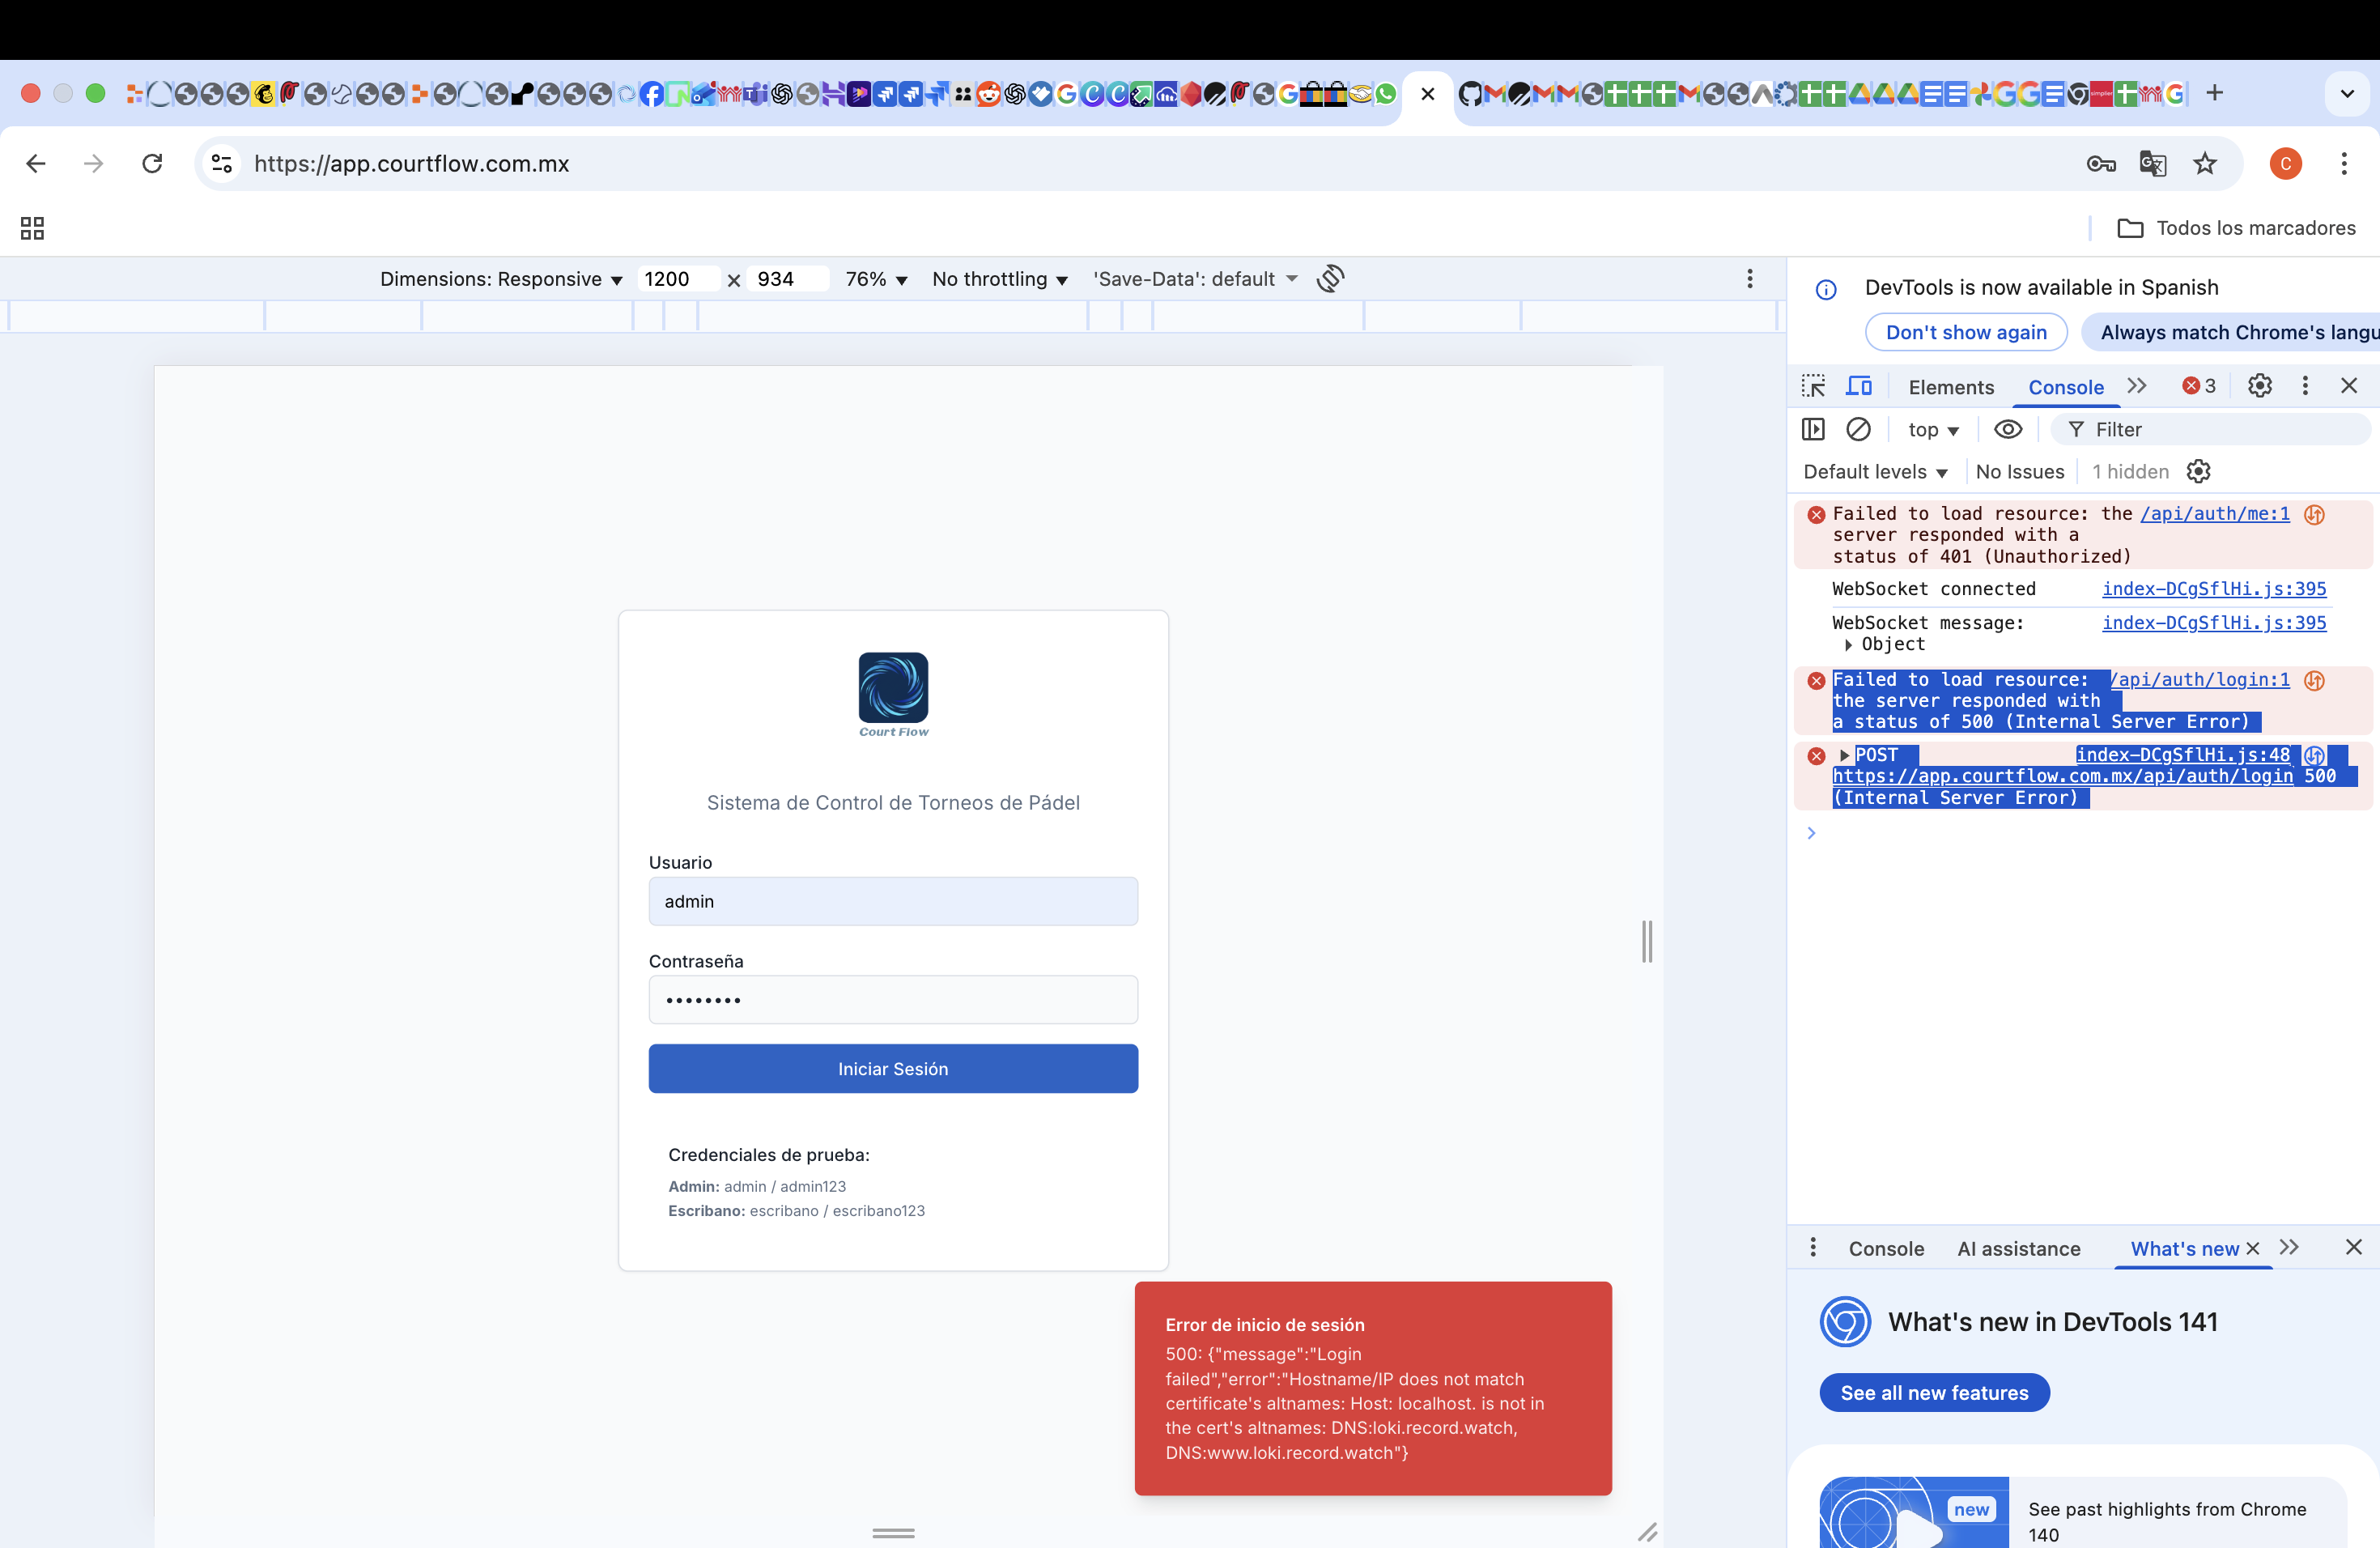 https://app.courtflow.com.mx
C
Todos los marcadores
Dimensions: Responsive ▼ 1200 × 934 76% ▼ No throttling ▼ 'Save-Data': default
DevTools is now available in Spanish
Don't show again Always match Chrome's langu
Elements Console 3
top ▼ Filter
Default levels ▼ No Issues 1 hidden
Failed to load resource: the /api/auth/me:1
server responded with a
status of 401 (Unauthorized)
WebSocket connected index-DCgSflHi.js:395
WebSocket message: index-DCgSflHi.js:395
Object
Failed to load resource: /api/auth/login:1
the server responded with
a status of 500 (Internal Server Error)
POST index-DCgSflHi.js:48
https://app.courtflow.com.mx/api/auth/login 500
(Internal Server Error)
Court Flow
Sistema de Control de Torneos de Pádel
Usuario
admin
Contraseña
••••••••
Iniciar Sesión
Credenciales de prueba:
Admin: admin / admin123
Escribano: escribano / escribano123
Error de inicio de sesión
500: {"message":"Login
failed","error":"Hostname/IP does not match
certificate's altnames: Host: localhost. is not in
the cert's altnames: DNS:loki.record.watch,
DNS:www.loki.record.watch"}
Console AI assistance What's new
What's new in DevTools 141
See all new features
new
See past highlights from Chrome
140